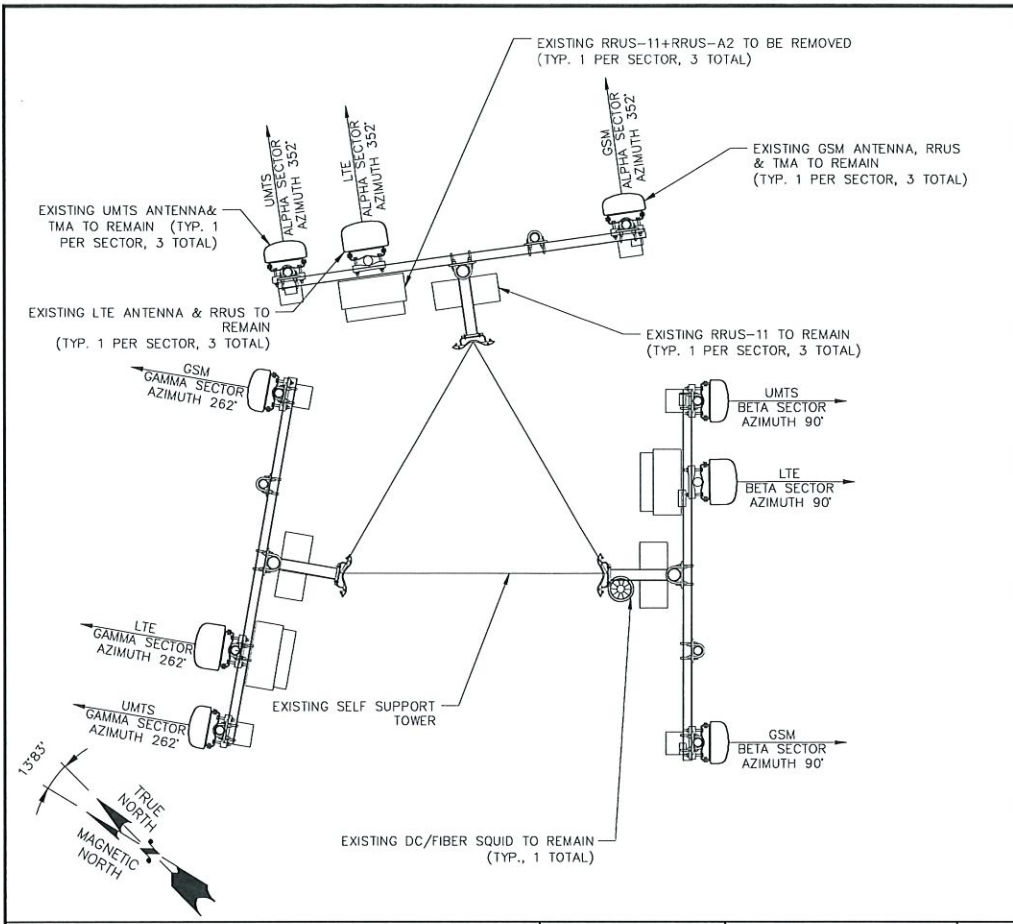 EXISTING RRUS-11+RRUS-A2 TO BE REMOVED
(TYP. 1 PER SECTOR, 3 TOTAL)
UMTS
ALPHA SECTOR
AZIMUTH 352°
LTE
ALPHA SECTOR
AZIMUTH 352°
GSM
ALPHA SECTOR
AZIMUTH 352°
EXISTING GSM ANTENNA, RRUS
& TMA TO REMAIN
(TYP. 1 PER SECTOR, 3 TOTAL)
EXISTING UMTS ANTENNA&
TMA TO REMAIN (TYP. 1
PER SECTOR, 3 TOTAL)
EXISTING LTE ANTENNA & RRUS TO
REMAIN
(TYP. 1 PER SECTOR, 3 TOTAL)
EXISTING RRUS-11 TO REMAIN
(TYP. 1 PER SECTOR, 3 TOTAL)
GSM
GAMMA SECTOR
AZIMUTH 262°
UMTS
BETA SECTOR
AZIMUTH 90°
LTE
BETA SECTOR
AZIMUTH 90°
LTE
GAMMA SECTOR
AZIMUTH 262°
UMTS
GAMMA SECTOR
AZIMUTH 262°
EXISTING SELF SUPPORT
TOWER
GSM
BETA SECTOR
AZIMUTH 90°
13°83'
TRUE
NORTH
MAGNETIC
NORTH
N
EXISTING DC/FIBER SQUID TO REMAIN
(TYP., 1 TOTAL)